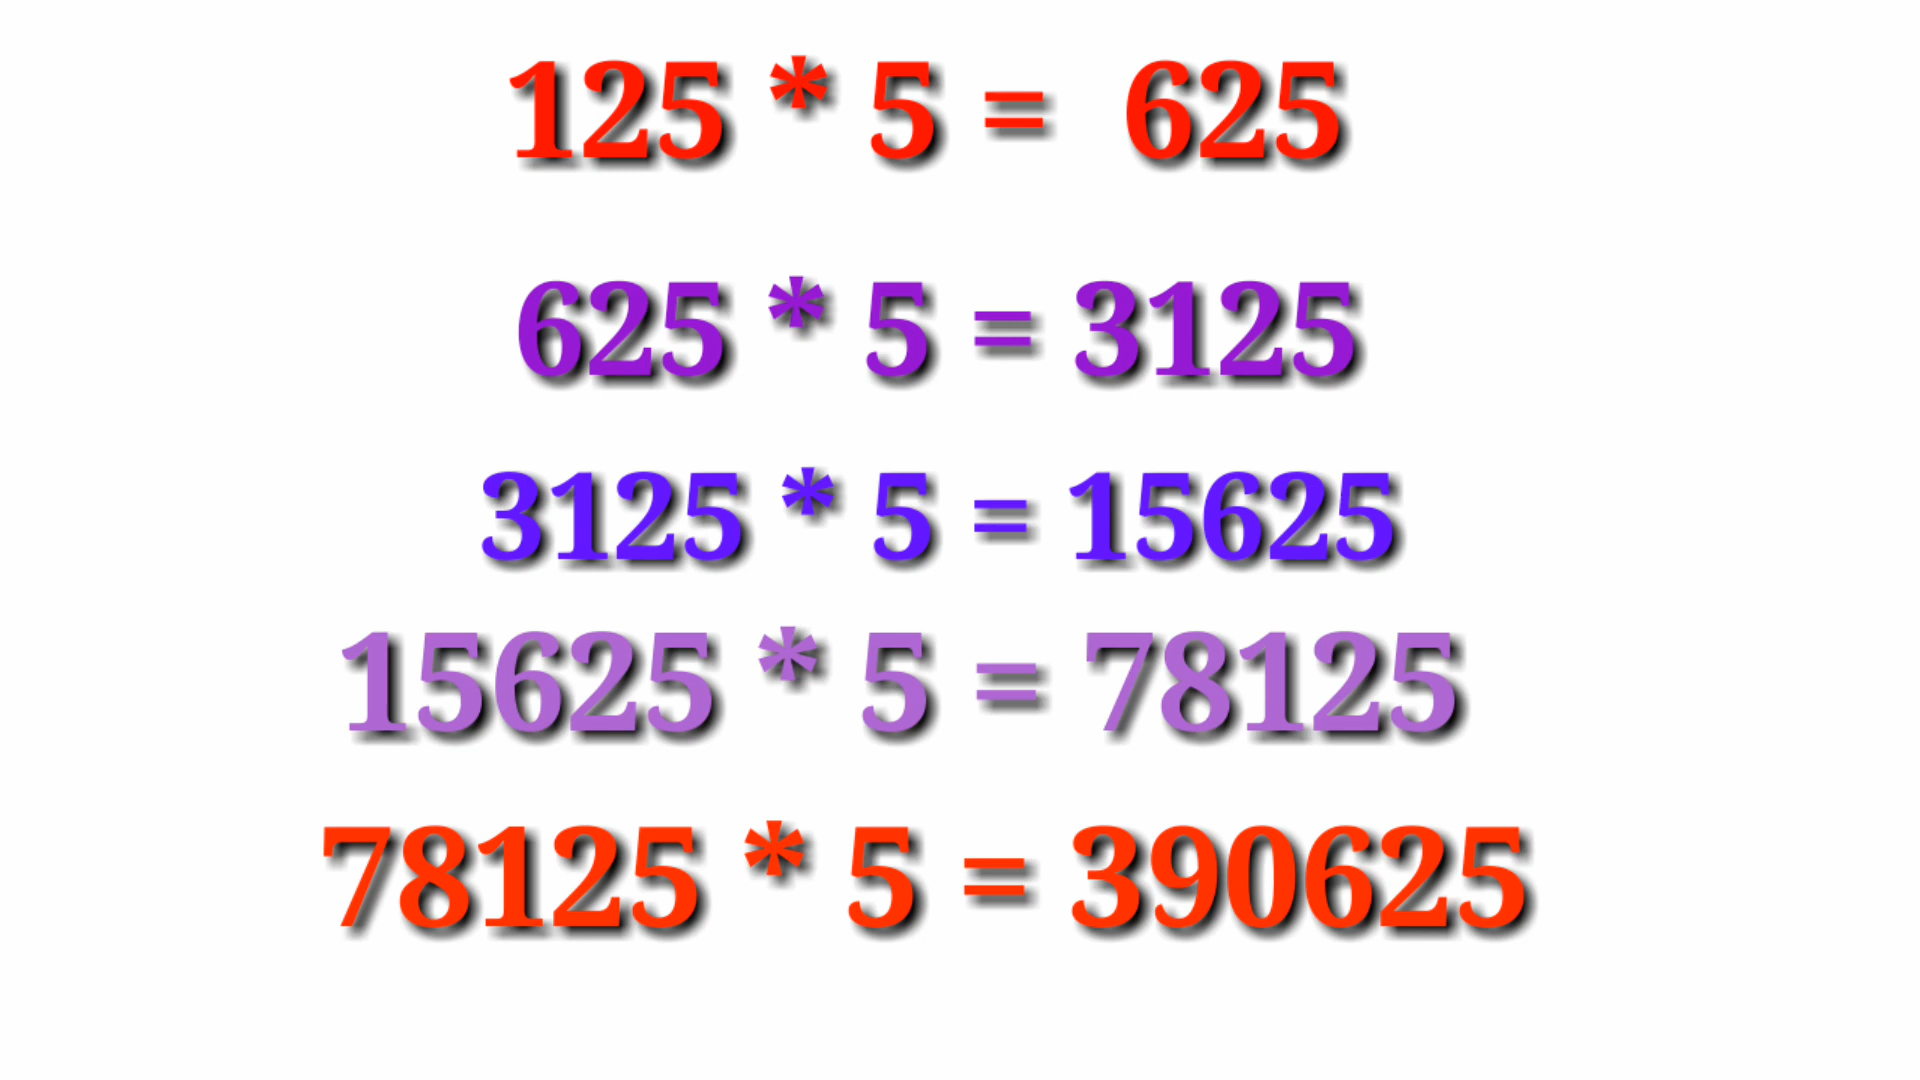 125 * 5 = 625
625 * 5 = 3125
3125 * 5 = 15625
15625 * 5 = 78125
78125 * 5 = 390625